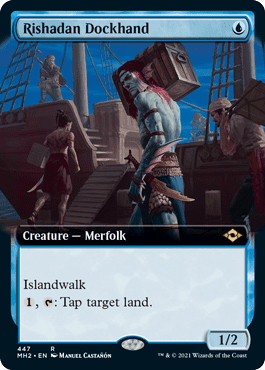 Rishadan Dockhand
Creature — Merfolk
Islandwalk
1, : Tap target land.
1/2
447 R
MH2 • EN MANUEL CASTAÑÓN
™ & © 2021 Wizards of the Coast